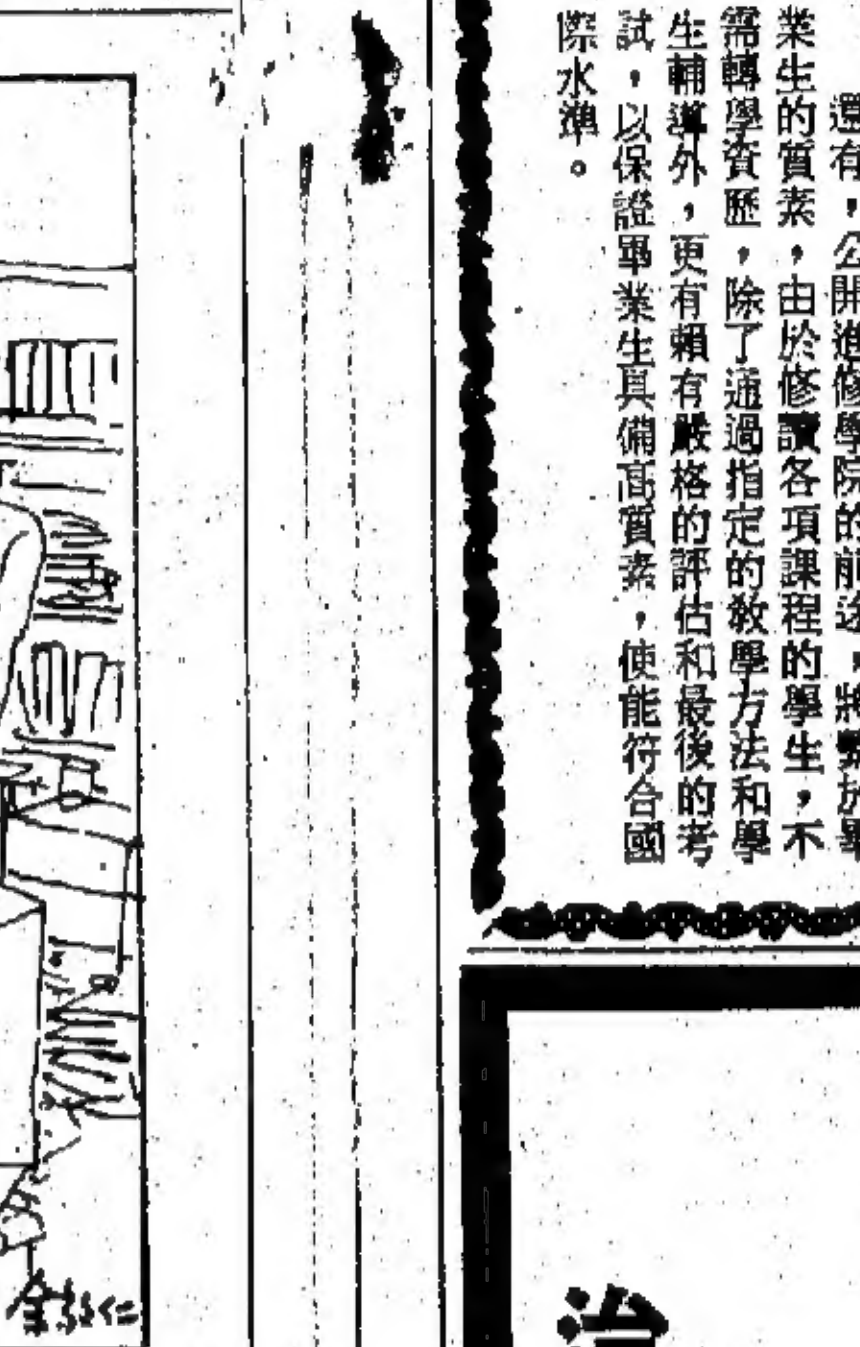 還有，公開進修學院的前途，將繫於畢
業生的質素，由於修讀各項課程的學生，不
需轉學資歷，除了通過指定的教學方法和學
生輔導外，更有賴有嚴格的評估和最後的考
試，以保證畢業生具備高質素，使能符合國
際水準。